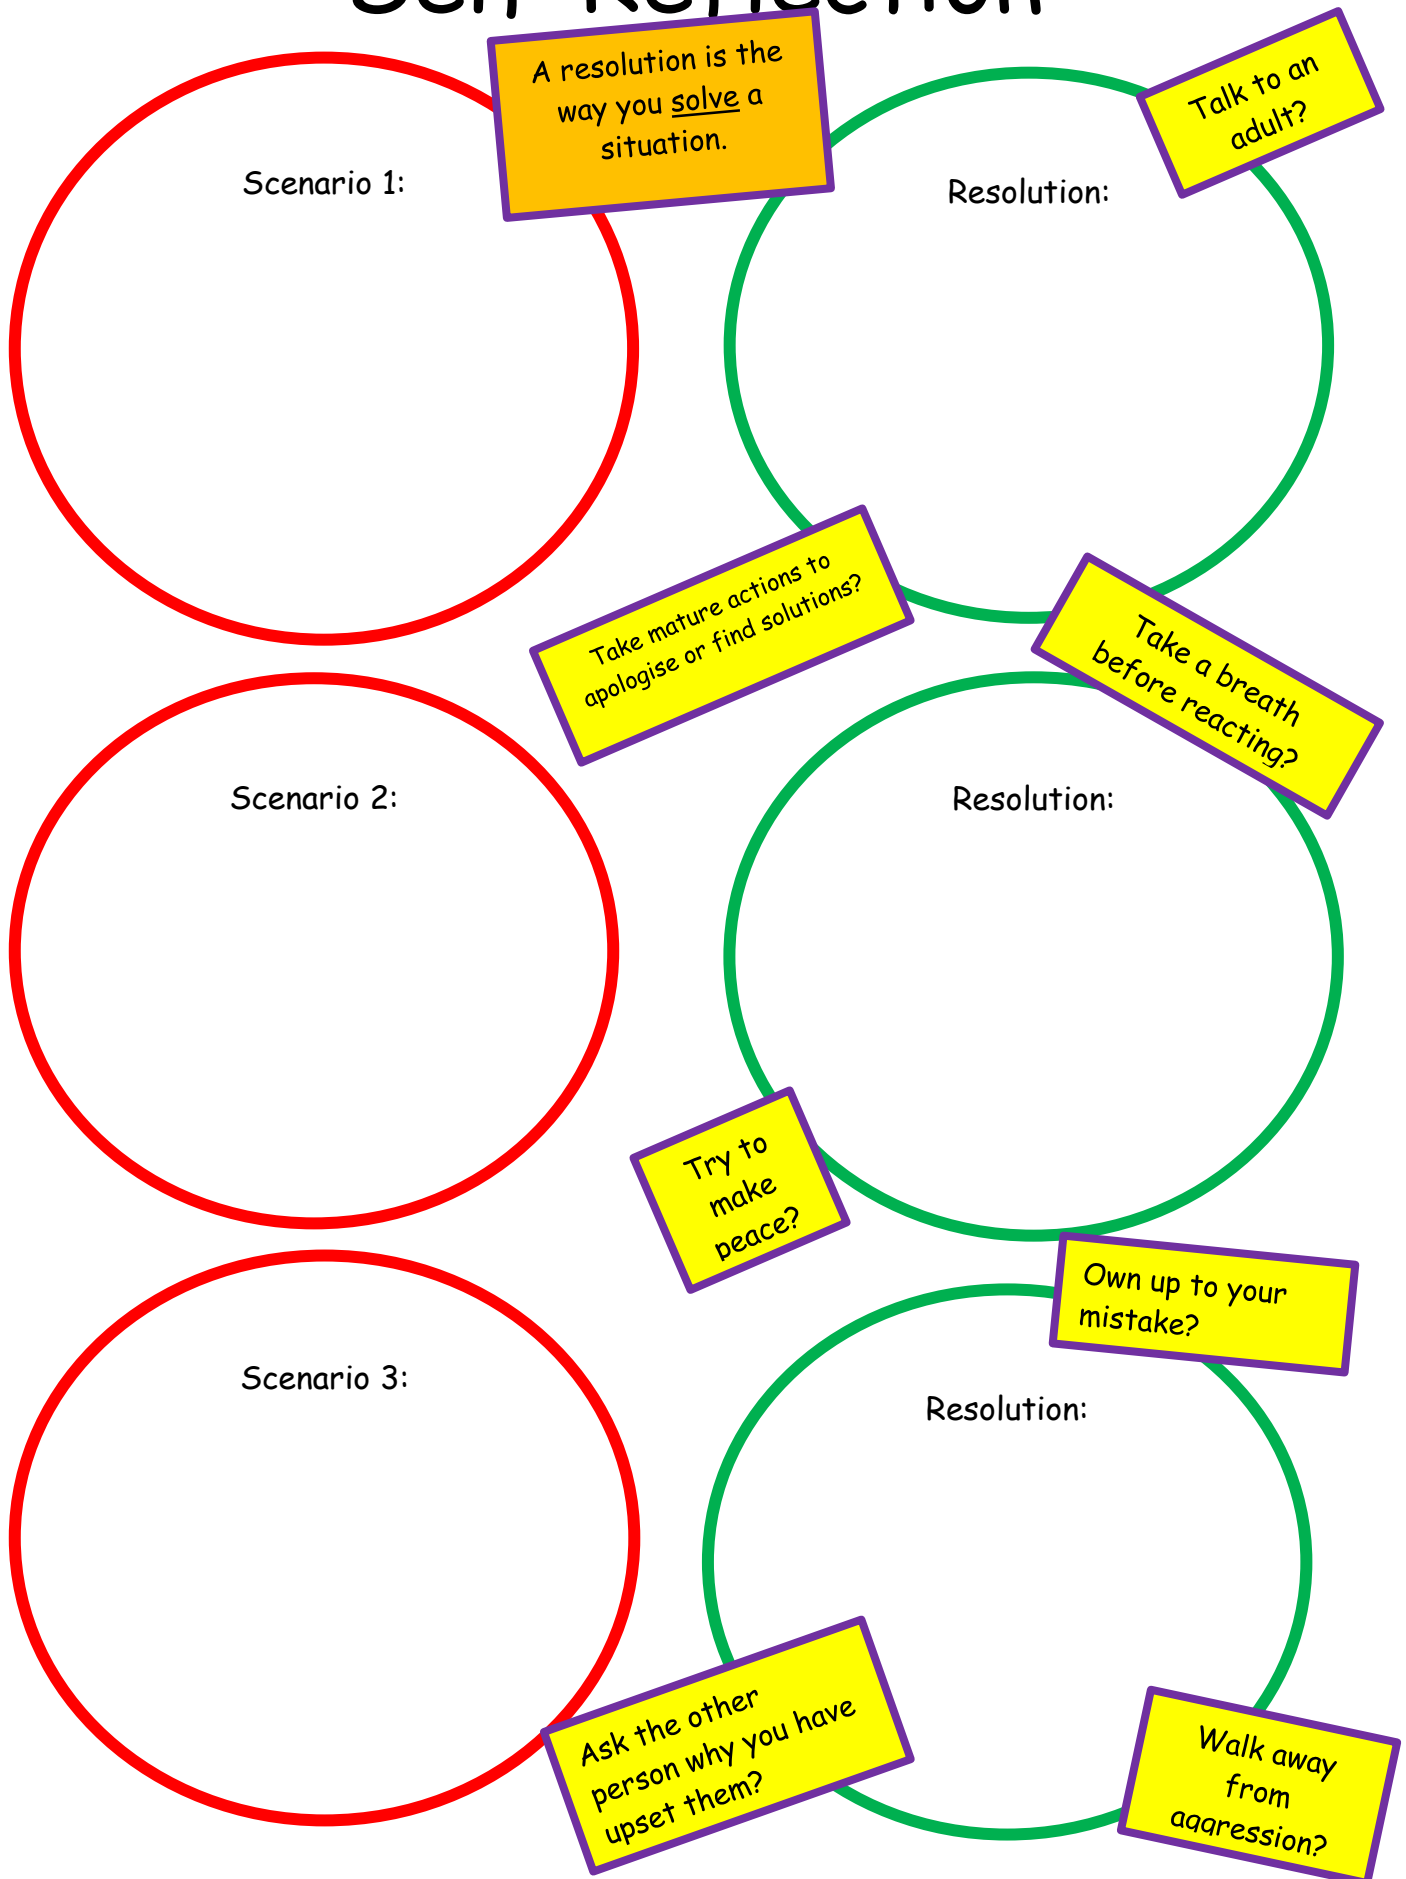 Self-Reflection
A resolution is the
way you solve a
situation.
Talk to an
adult?
Scenario 1:
Resolution:
Take mature actions to
apologise or find solutions?
Take a breath
before reacting?
Scenario 2:
Resolution:
Try to
make
peace?
Own up to your
mistake?
Scenario 3:
Resolution:
Ask the other
person why you have
upset them?
Walk away
from
aggression?